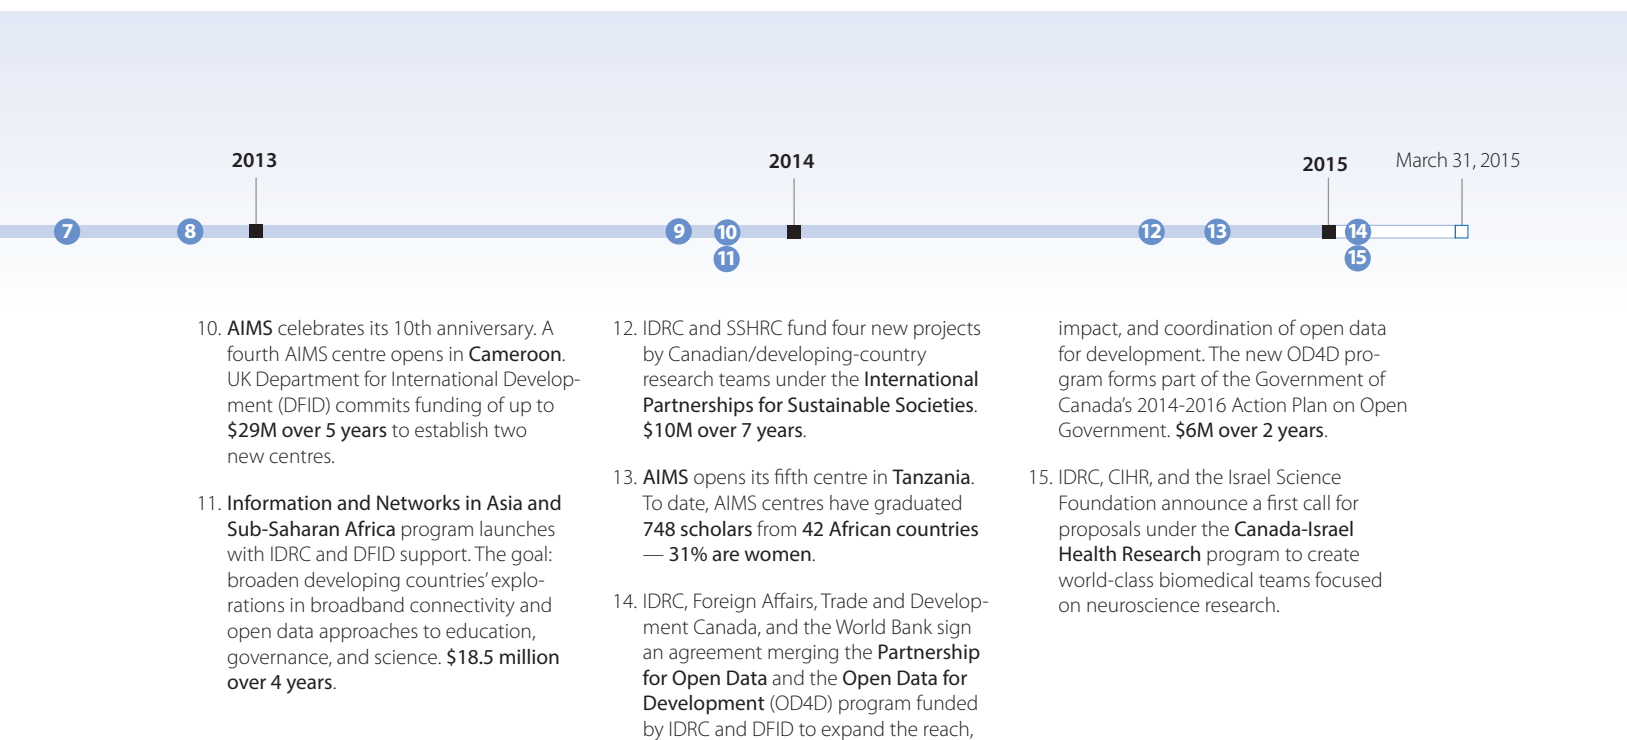 2013
2014
2015
March 31, 2015
7
8
9
10
11
12
13
14
15
10. AIMS celebrates its 10th anniversary. A
fourth AIMS centre opens in Cameroon.
UK Department for International Develop-
ment (DFID) commits funding of up to
$29M over 5 years to establish two
new centres.
11. Information and Networks in Asia and
Sub-Saharan Africa program launches
with IDRC and DFID support. The goal:
broaden developing countries’ explo-
rations in broadband connectivity and
open data approaches to education,
governance, and science. $18.5 million
over 4 years.
12. IDRC and SSHRC fund four new projects
by Canadian/developing-country
research teams under the International
Partnerships for Sustainable Societies.
$10M over 7 years.
13. AIMS opens its fifth centre in Tanzania.
To date, AIMS centres have graduated
748 scholars from 42 African countries
— 31% are women.
14. IDRC, Foreign Affairs, Trade and Develop-
ment Canada, and the World Bank sign
an agreement merging the Partnership
for Open Data and the Open Data for
Development (OD4D) program funded
by IDRC and DFID to expand the reach,
impact, and coordination of open data
for development. The new OD4D pro-
gram forms part of the Government of
Canada’s 2014-2016 Action Plan on Open
Government. $6M over 2 years.
15. IDRC, CIHR, and the Israel Science
Foundation announce a first call for
proposals under the Canada-Israel
Health Research program to create
world-class biomedical teams focused
on neuroscience research.